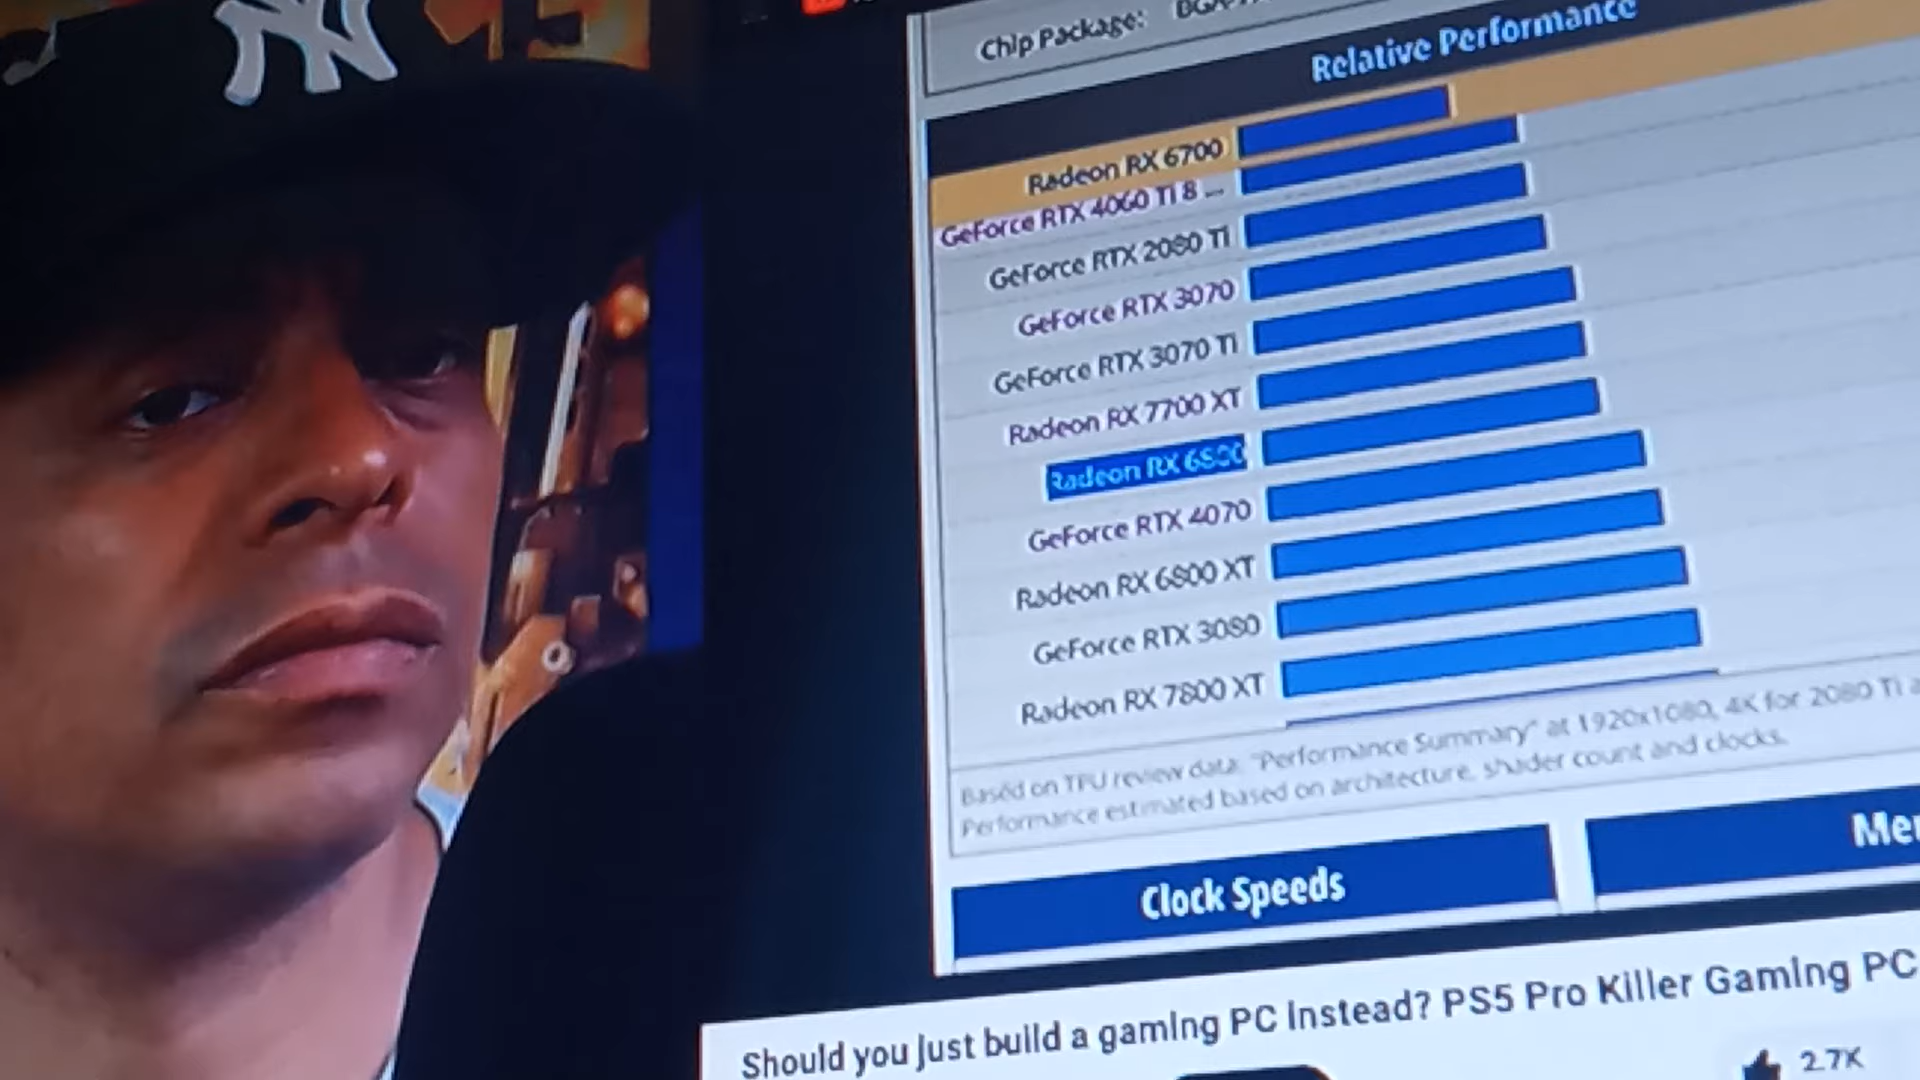 NY
Chip Package:
Relative Performance
Radeon RX 6700
GeForce RTX 4060 Ti 8 ...
GeForce RTX 2080 Ti
GeForce RTX 3070
GeForce RTX 3070 Ti
Radeon RX 7700 XT
Radeon RX 6800
GeForce RTX 4070
Radeon RX 6800 XT
GeForce RTX 3080
Radeon RX 7800 XT
Based on TPU review data: "Performance Summary" at 1920x1080, 4K for 2080 Ti
Performance estimated based on architecture, shader count and clocks.
Clock Speeds
Should you just build a gaming PC instead? PS5 Pro Killer Gaming PC
2.7K